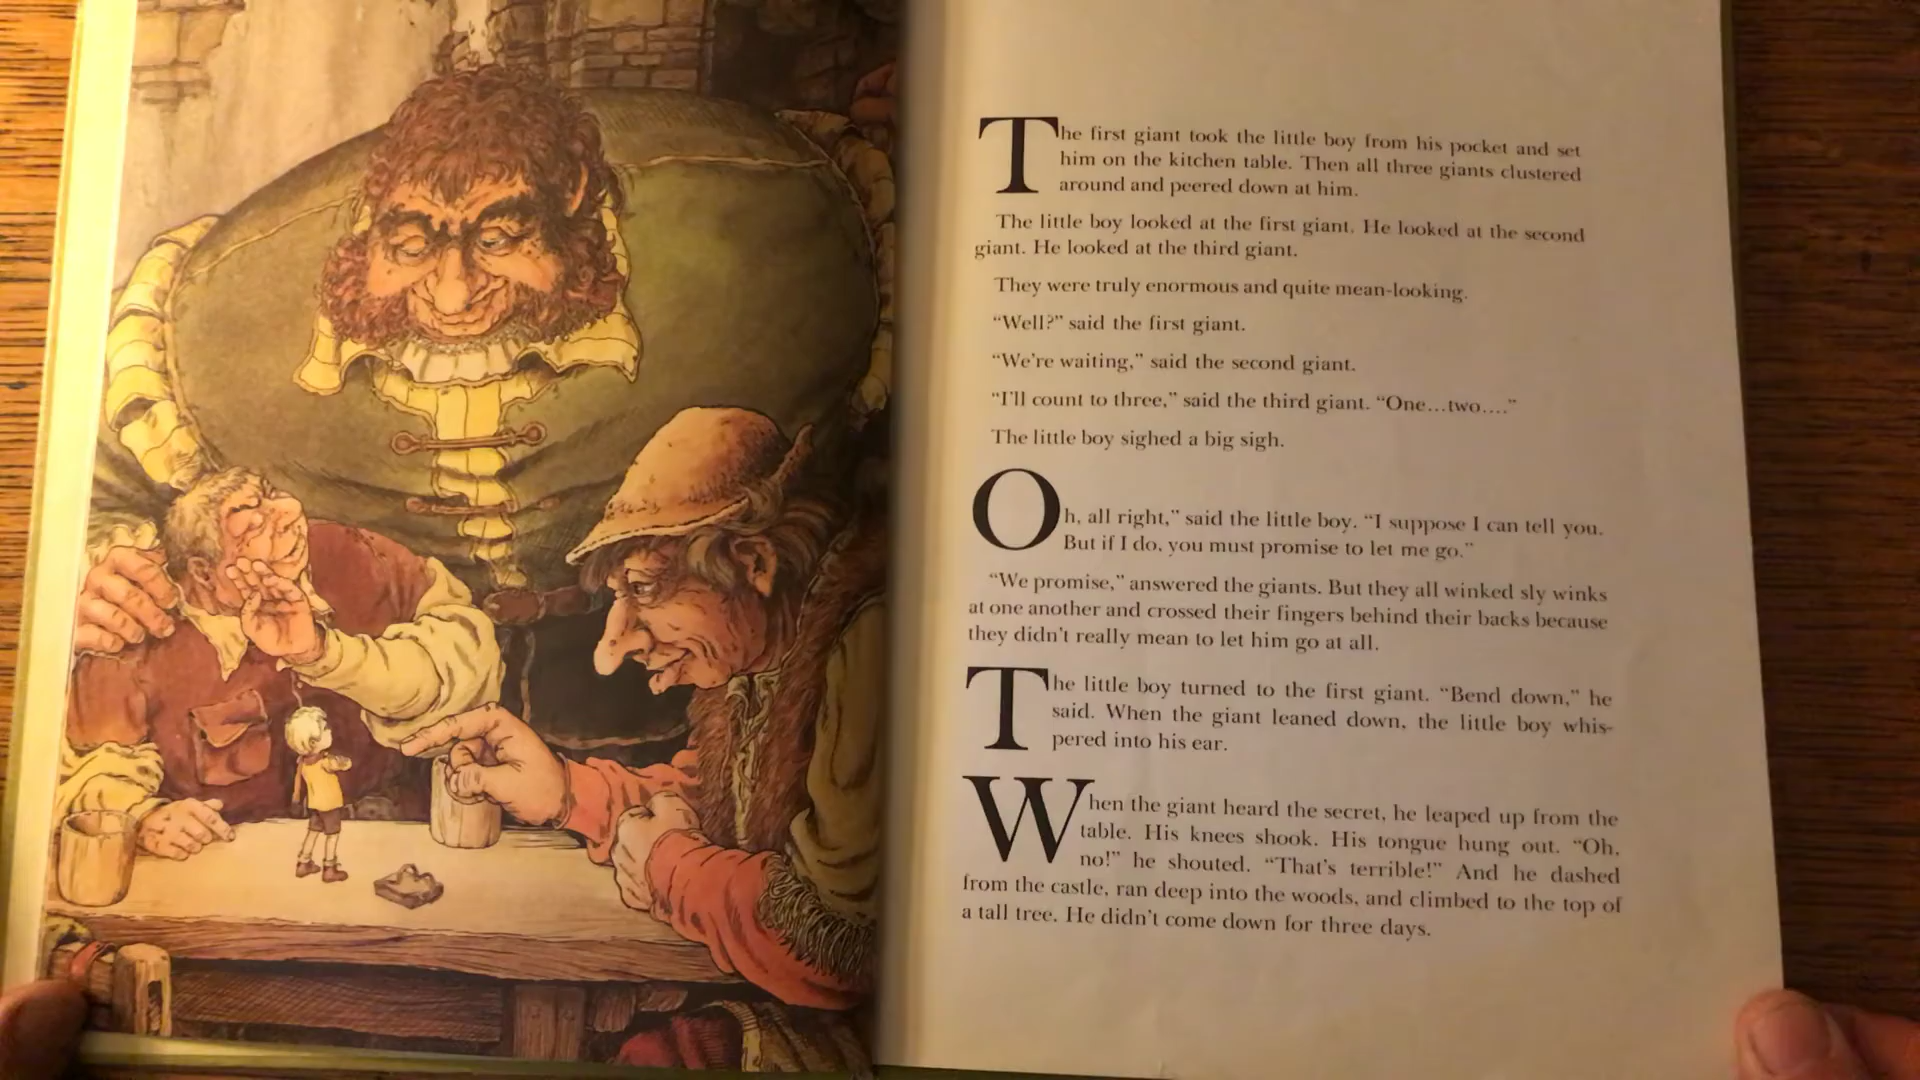 The first giant took the little boy from his pocket and set
him on the kitchen table. Then all three giants clustered
around and peered down at him.
The little boy looked at the first giant. He looked at the second
giant. He looked at the third giant.
They were truly enormous and quite mean-looking.
“Well?” said the first giant.
“We’re waiting,” said the second giant.
“I’ll count to three,” said the third giant. “One...two....”
The little boy sighed a big sigh.
Oh, all right,” said the little boy. “I suppose I can tell you.
But if I do, you must promise to let me go.”
“We promise,” answered the giants. But they all winked sly winks
at one another and crossed their fingers behind their backs because
they didn’t really mean to let him go at all.
The little boy turned to the first giant. “Bend down,” he
said. When the giant leaned down, the little boy whis-
pered into his ear.
When the giant heard the secret, he leaped up from the
table. His knees shook. His tongue hung out. “Oh,
no!” he shouted. “That’s terrible!” And he dashed
from the castle, ran deep into the woods, and climbed to the top of
a tall tree. He didn’t come down for three days.